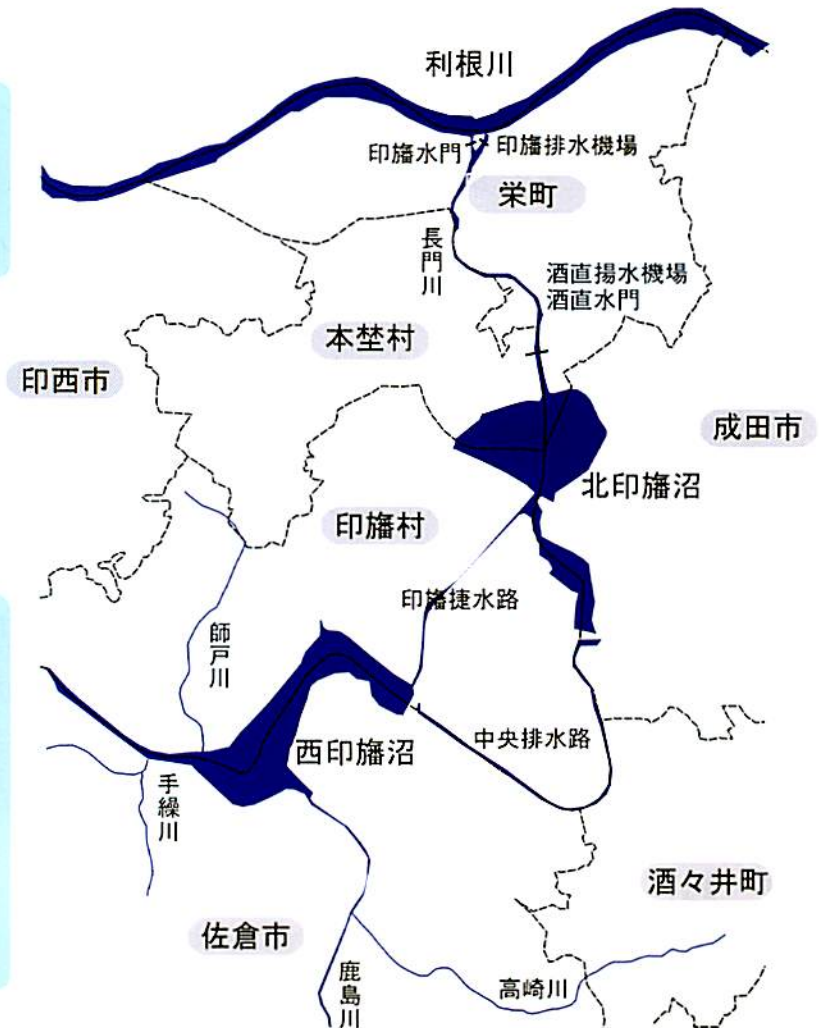 利根川
印旛水門
印旛排水機場
栄町
長門川
酒直揚水機場
酒直水門
本埜村
印西市
成田市
北印旛沼
印旛村
印旛捷水路
師戸川
西印旛沼
中央排水路
手繰川
酒々井町
佐倉市
鹿島川
高崎川